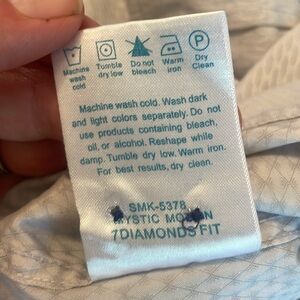 Machine wash cold
Tumble dry low
Do not bleach
Warm iron
P
Dry Clean
Machine wash cold. Wash dark
and light colors separately. Do not
use products containing bleach,
oil, or alcohol. Reshape while
damp. Tumble dry low. Warm iron.
For best results, dry clean.
SMK-5378
MYSTIC
7DIAMONDS FIT